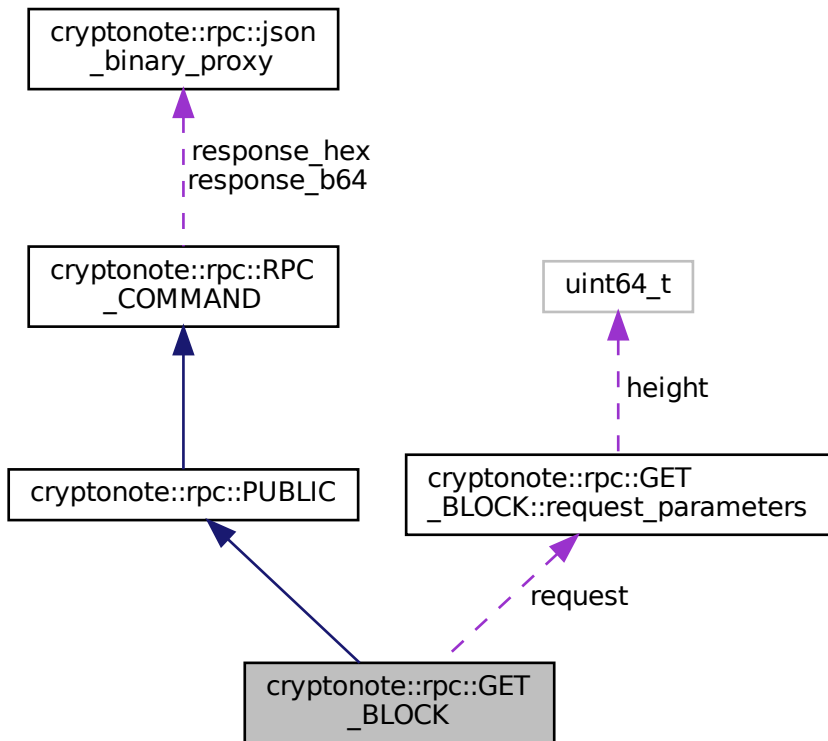 cryptonote::rpc::json
_binary_proxy
response_hex
response_b64
cryptonote::rpc::RPC
_COMMAND
uint64_t
height
cryptonote::rpc::PUBLIC
cryptonote::rpc::GET
_BLOCK::request_parameters
request
cryptonote::rpc::GET
_BLOCK